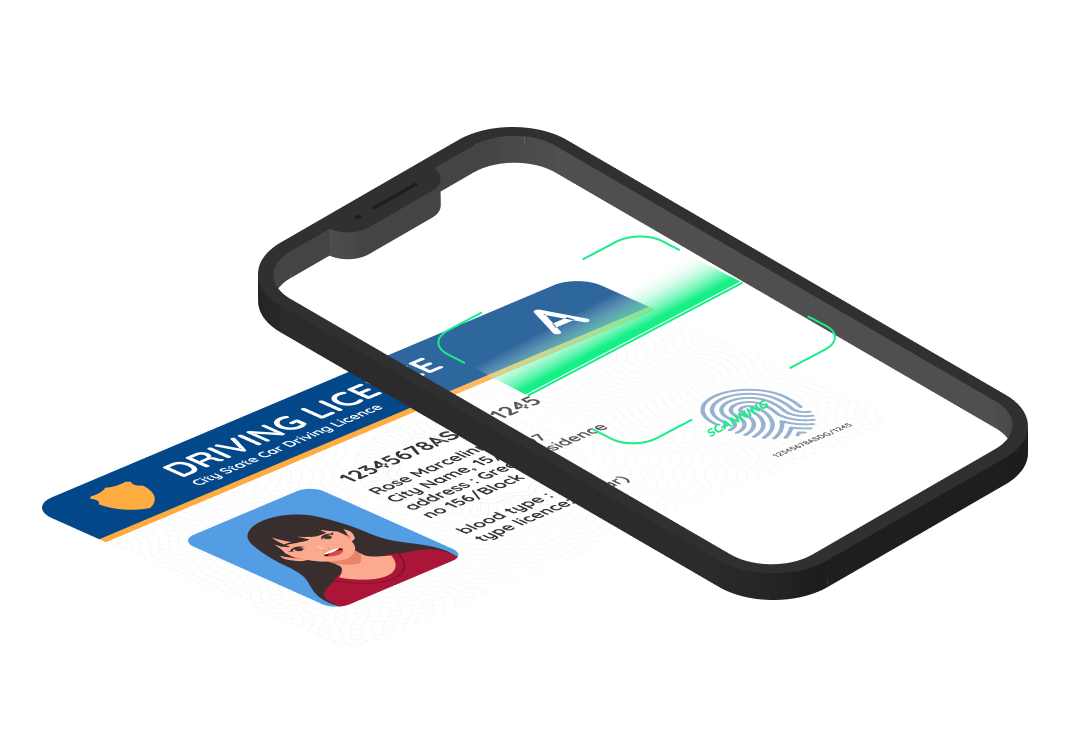 DRIVING LICE E
City State Car Driving Licence
A
12345678AS 1245
Rose Marcelin
City Name, 15 7
address : Gree sidence
no 156/Block
blood type :
type licence
SCANNING
12345678ASDG/1245